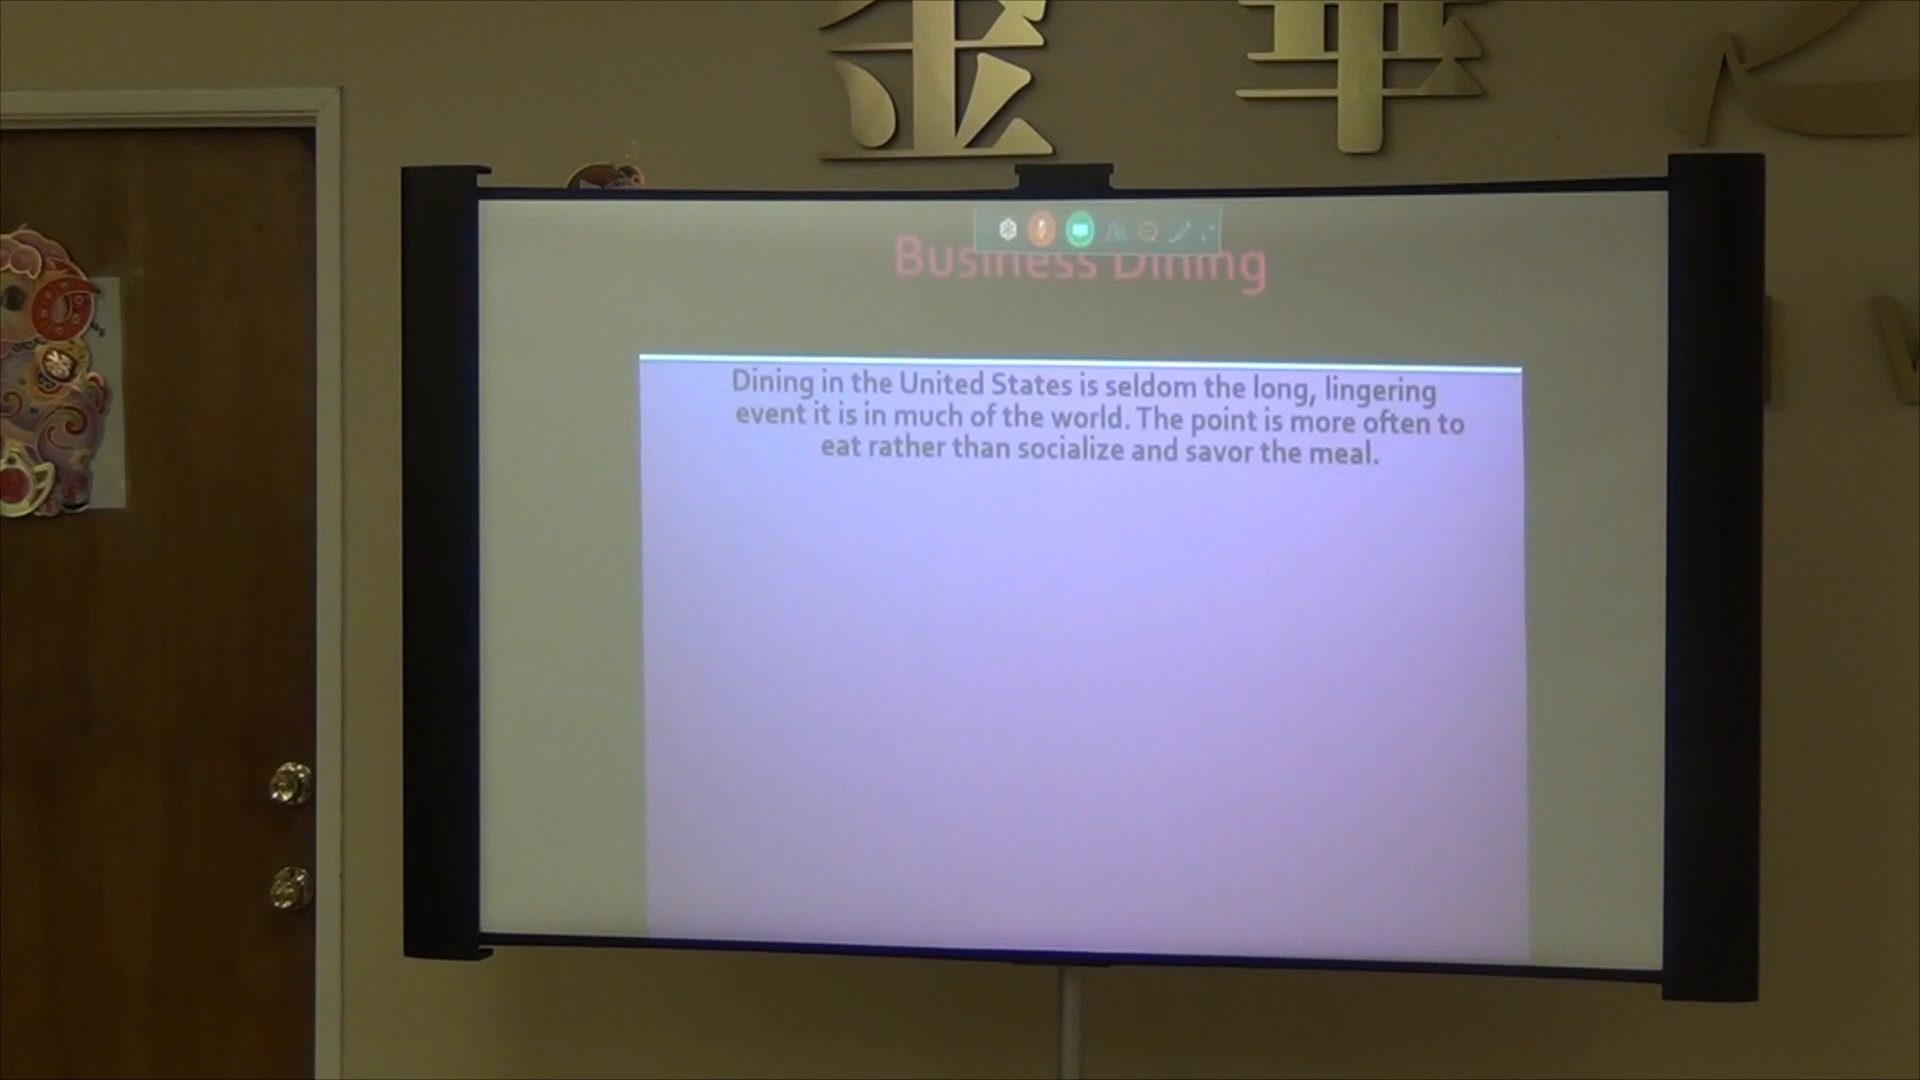 金 華 之
Business Dining
Dining in the United States is seldom the long, lingering
event it is in much of the world. The point is more often to
eat rather than socialize and savor the meal.